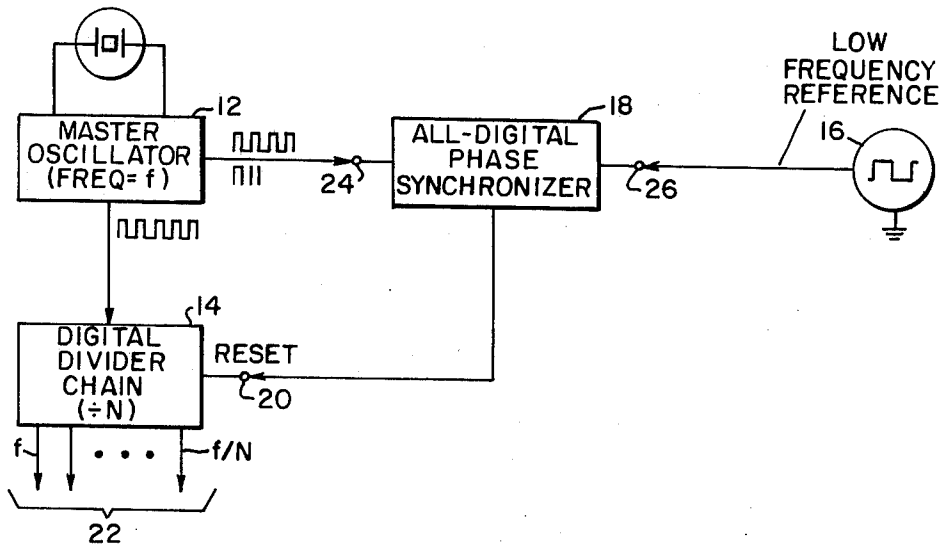 12
MASTER
OSCILLATOR
(FREQ= f)
24
18
ALL-DIGITAL
PHASE
SYNCHRONIZER
26
LOW
FREQUENCY
REFERENCE
16
14
DIGITAL
DIVIDER
CHAIN
(÷N)
RESET
20
f
f/N
22